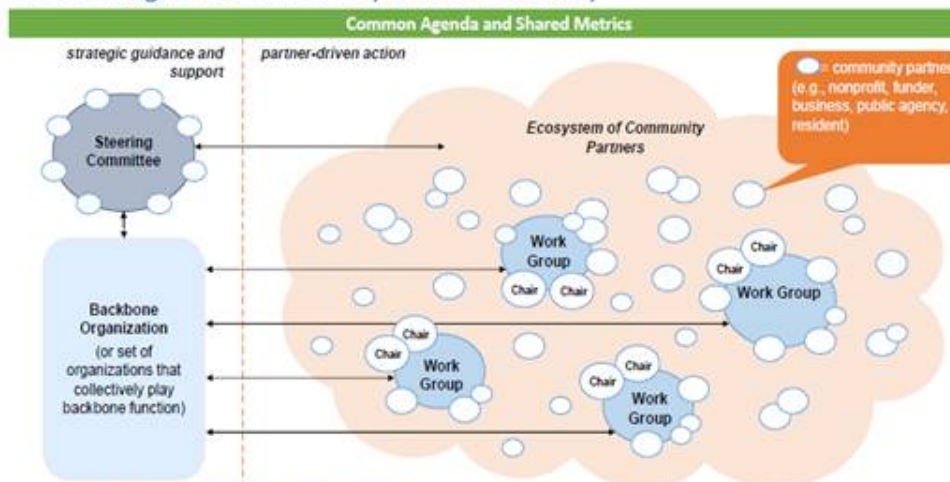 Common Agenda and Shared Metrics
strategic guidance and
support
partner-driven action
= community partner
(e.g., nonprofit, funder,
business, public agency,
resident)
Steering
Committee
Ecosystem of Community
Partners
Work
Group
Chair
Chair
Chair
Chair
Work Group
Backbone
Organization
(or set of
organizations that
collectively play
backbone function)
Chair
Chair
Work
Group
Chair
Chair
Work
Group